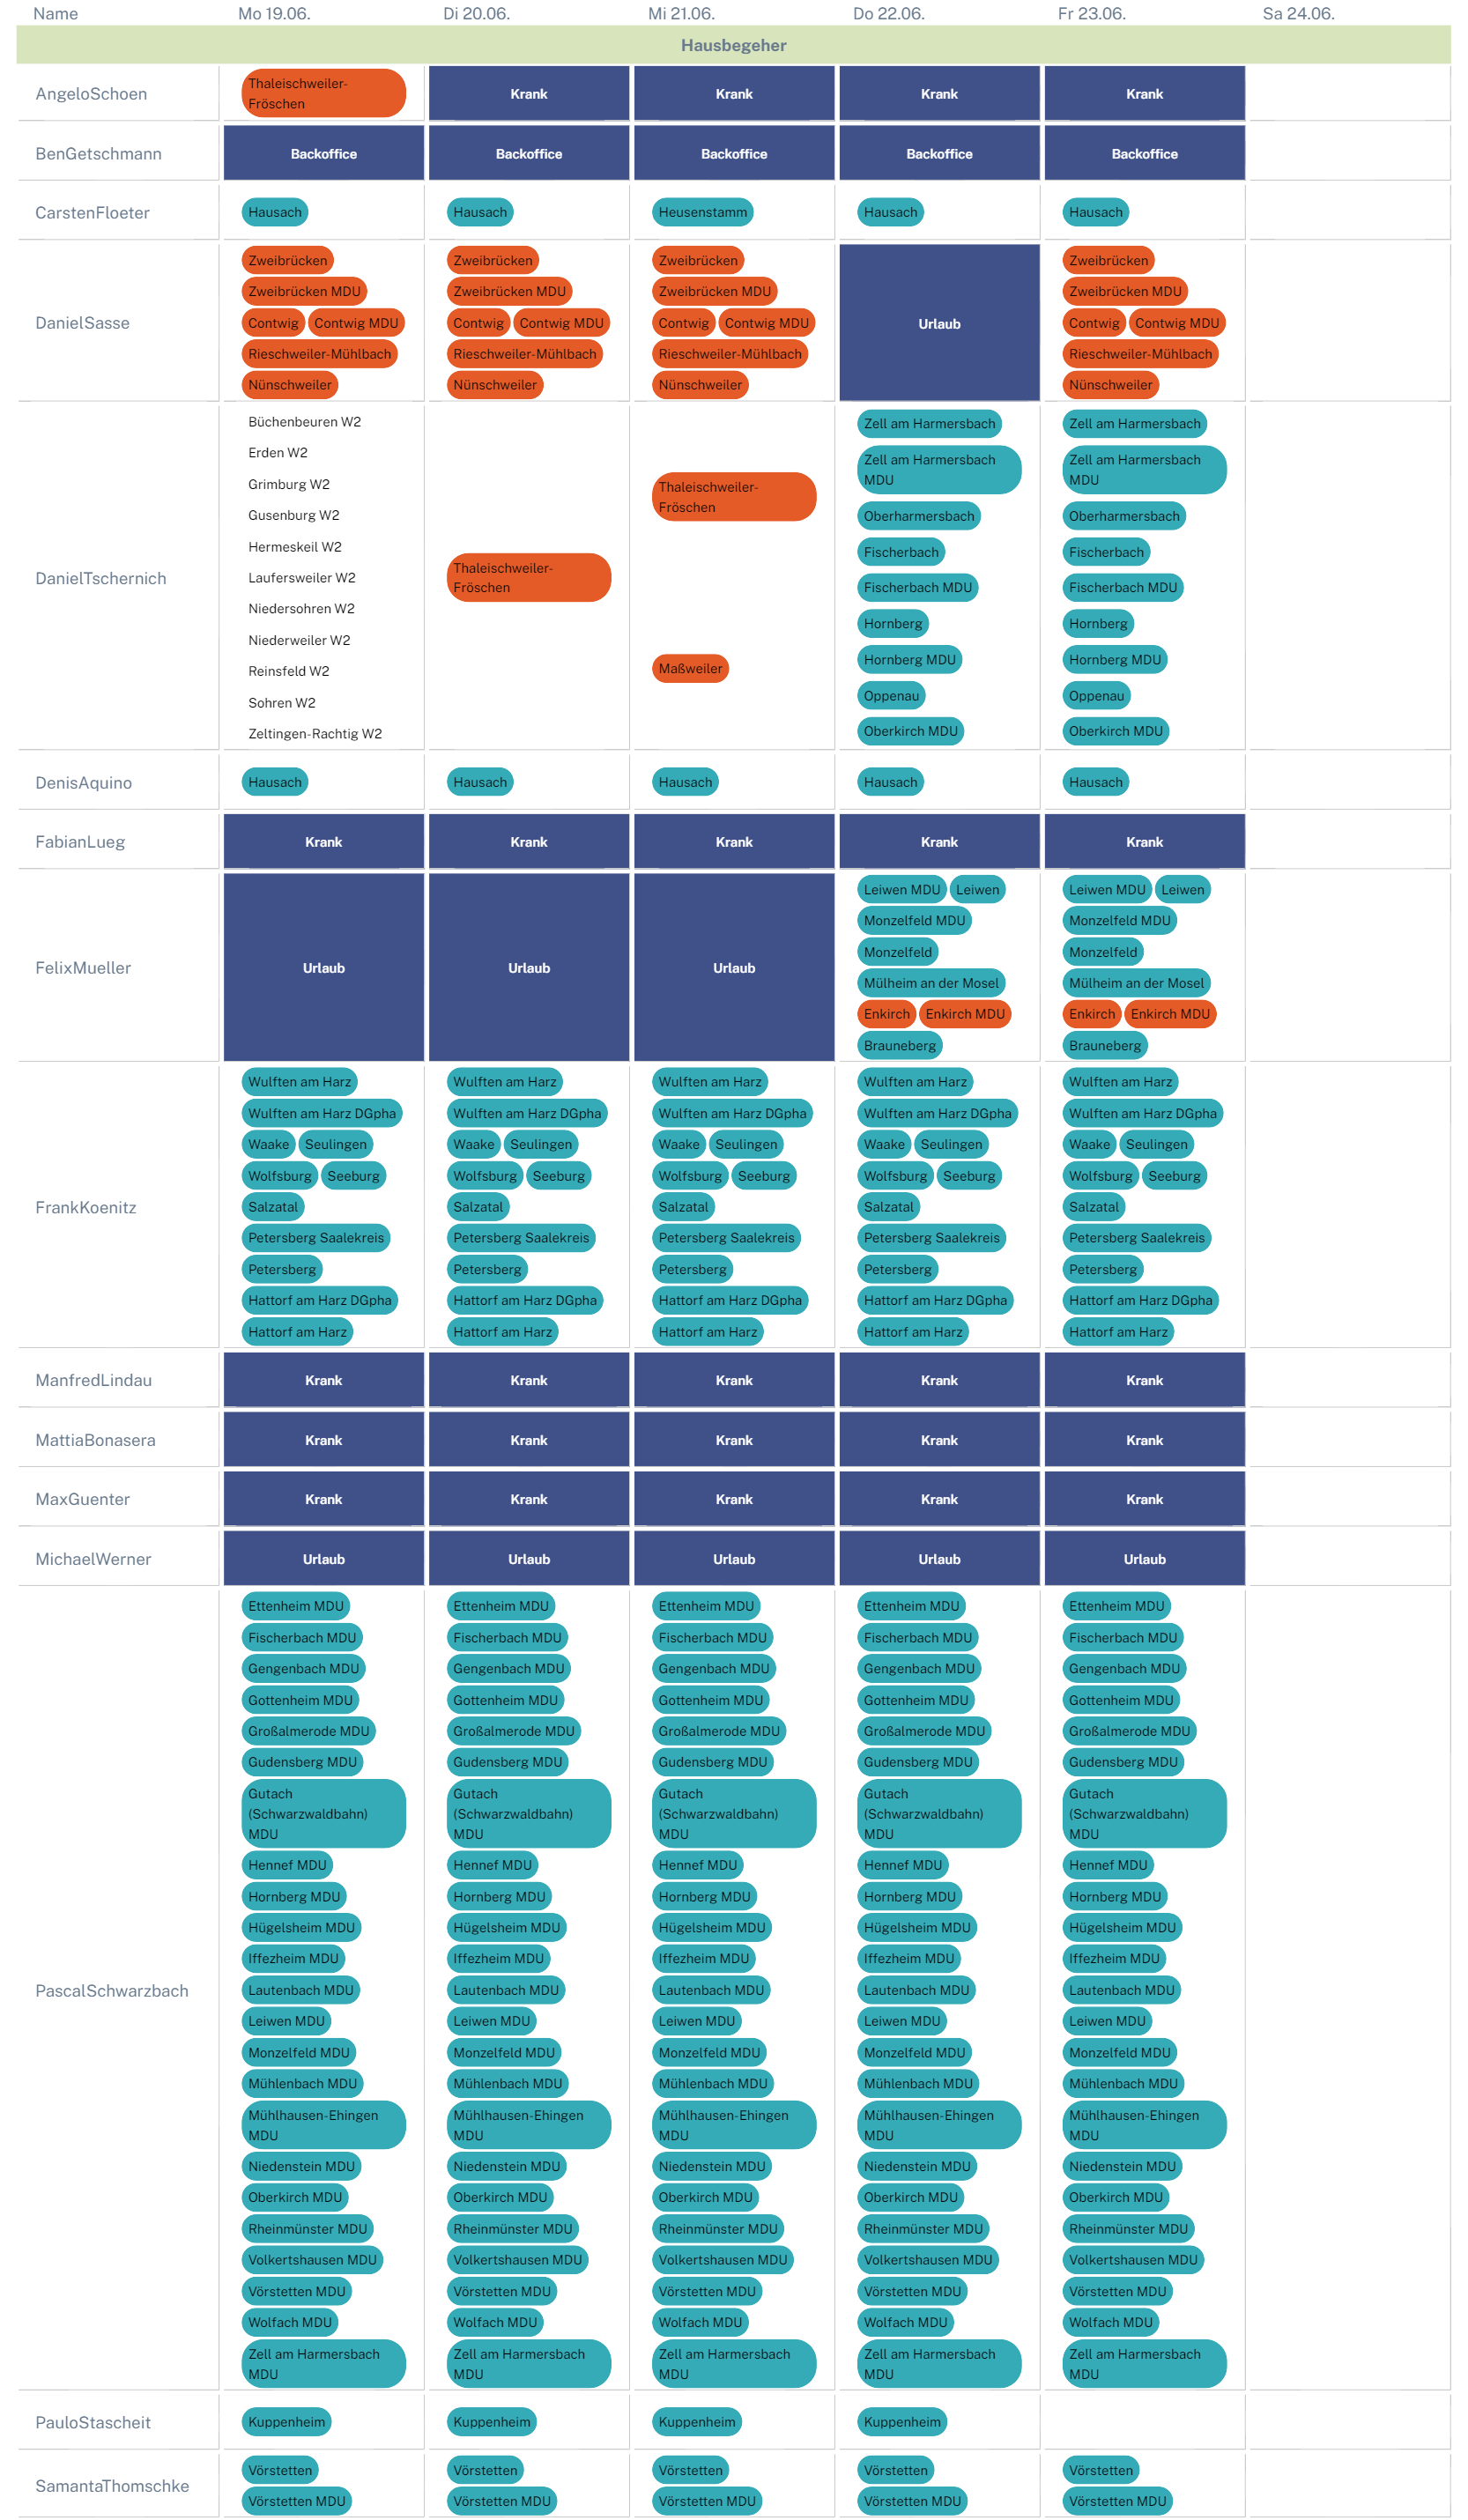 Name Mo 19.06. Di 20.06. Mi 21.06. Do 22.06. Fr 23.06. Sa 24.06.
Hausbegeher
AngeloSchoen
Thaleischweiler-
Fröschen
Krank Krank Krank Krank
BenGetschmann Backoffice Backoffice Backoffice Backoffice Backoffice
CarstenFloeter Hausach Hausach Heusenstamm Hausach Hausach
DanielSasse
Zweibrücken
Zweibrücken MDU
Contwig Contwig MDU
Rieschweiler-Mühlbach
Nünschweiler
Zweibrücken
Zweibrücken MDU
Contwig Contwig MDU
Rieschweiler-Mühlbach
Nünschweiler
Zweibrücken
Zweibrücken MDU
Contwig Contwig MDU
Rieschweiler-Mühlbach
Nünschweiler
Urlaub
Zweibrücken
Zweibrücken MDU
Contwig Contwig MDU
Rieschweiler-Mühlbach
Nünschweiler
DanielTschernich
Büchenbeuren W2
Erden W2
Grimburg W2
Gusenburg W2
Hermeskeil W2
Laufersweiler W2
Niedersohren W2
Niederweiler W2
Reinsfeld W2
Sohren W2
Zeltingen-Rachtig W2
Thaleischweiler-
Fröschen
Thaleischweiler-
Fröschen
Maßweiler
Zell am Harmersbach
Zell am Harmersbach
MDU
Oberharmersbach
Fischerbach
Fischerbach MDU
Hornberg
Hornberg MDU
Oppenau
Oberkirch MDU
Zell am Harmersbach
Zell am Harmersbach
MDU
Oberharmersbach
Fischerbach
Fischerbach MDU
Hornberg
Hornberg MDU
Oppenau
Oberkirch MDU
DenisAquino Hausach Hausach Hausach Hausach Hausach
FabianLueg Krank Krank Krank Krank Krank
FelixMueller Urlaub Urlaub Urlaub
Leiwen MDU Leiwen
Monzelfeld MDU
Monzelfeld
Mülheim an der Mosel
Enkirch Enkirch MDU
Brauneberg
Leiwen MDU Leiwen
Monzelfeld MDU
Monzelfeld
Mülheim an der Mosel
Enkirch Enkirch MDU
Brauneberg
FrankKoenitz
Wulften am Harz
Wulften am Harz DGpha
Waake Seulingen
Wolfsburg Seeburg
Salzatal
Petersberg Saalekreis
Petersberg
Hattorf am Harz DGpha
Hattorf am Harz
Wulften am Harz
Wulften am Harz DGpha
Waake Seulingen
Wolfsburg Seeburg
Salzatal
Petersberg Saalekreis
Petersberg
Hattorf am Harz DGpha
Hattorf am Harz
Wulften am Harz
Wulften am Harz DGpha
Waake Seulingen
Wolfsburg Seeburg
Salzatal
Petersberg Saalekreis
Petersberg
Hattorf am Harz DGpha
Hattorf am Harz
Wulften am Harz
Wulften am Harz DGpha
Waake Seulingen
Wolfsburg Seeburg
Salzatal
Petersberg Saalekreis
Petersberg
Hattorf am Harz DGpha
Hattorf am Harz
Wulften am Harz
Wulften am Harz DGpha
Waake Seulingen
Wolfsburg Seeburg
Salzatal
Petersberg Saalekreis
Petersberg
Hattorf am Harz DGpha
Hattorf am Harz
ManfredLindau Krank Krank Krank Krank Krank
MattiaBonasera Krank Krank Krank Krank Krank
MaxGuenter Krank Krank Krank Krank Krank
MichaelWerner Urlaub Urlaub Urlaub Urlaub Urlaub
PascalSchwarzbach
Ettenheim MDU
Fischerbach MDU
Gengenbach MDU
Gottenheim MDU
Großalmerode MDU
Gudensberg MDU
Gutach
(Schwarzwaldbahn)
MDU
Hennef MDU
Hornberg MDU
Hügelsheim MDU
Iffezheim MDU
Lautenbach MDU
Leiwen MDU
Monzelfeld MDU
Mühlenbach MDU
Mühlhausen-Ehingen
MDU
Niedenstein MDU
Oberkirch MDU
Rheinmünster MDU
Volkertshausen MDU
Vörstetten MDU
Wolfach MDU
Zell am Harmersbach
MDU
Ettenheim MDU
Fischerbach MDU
Gengenbach MDU
Gottenheim MDU
Großalmerode MDU
Gudensberg MDU
Gutach
(Schwarzwaldbahn)
MDU
Hennef MDU
Hornberg MDU
Hügelsheim MDU
Iffezheim MDU
Lautenbach MDU
Leiwen MDU
Monzelfeld MDU
Mühlenbach MDU
Mühlhausen-Ehingen
MDU
Niedenstein MDU
Oberkirch MDU
Rheinmünster MDU
Volkertshausen MDU
Vörstetten MDU
Wolfach MDU
Zell am Harmersbach
MDU
Ettenheim MDU
Fischerbach MDU
Gengenbach MDU
Gottenheim MDU
Großalmerode MDU
Gudensberg MDU
Gutach
(Schwarzwaldbahn)
MDU
Hennef MDU
Hornberg MDU
Hügelsheim MDU
Iffezheim MDU
Lautenbach MDU
Leiwen MDU
Monzelfeld MDU
Mühlenbach MDU
Mühlhausen-Ehingen
MDU
Niedenstein MDU
Oberkirch MDU
Rheinmünster MDU
Volkertshausen MDU
Vörstetten MDU
Wolfach MDU
Zell am Harmersbach
MDU
Ettenheim MDU
Fischerbach MDU
Gengenbach MDU
Gottenheim MDU
Großalmerode MDU
Gudensberg MDU
Gutach
(Schwarzwaldbahn)
MDU
Hennef MDU
Hornberg MDU
Hügelsheim MDU
Iffezheim MDU
Lautenbach MDU
Leiwen MDU
Monzelfeld MDU
Mühlenbach MDU
Mühlhausen-Ehingen
MDU
Niedenstein MDU
Oberkirch MDU
Rheinmünster MDU
Volkertshausen MDU
Vörstetten MDU
Wolfach MDU
Zell am Harmersbach
MDU
Ettenheim MDU
Fischerbach MDU
Gengenbach MDU
Gottenheim MDU
Großalmerode MDU
Gudensberg MDU
Gutach
(Schwarzwaldbahn)
MDU
Hennef MDU
Hornberg MDU
Hügelsheim MDU
Iffezheim MDU
Lautenbach MDU
Leiwen MDU
Monzelfeld MDU
Mühlenbach MDU
Mühlhausen-Ehingen
MDU
Niedenstein MDU
Oberkirch MDU
Rheinmünster MDU
Volkertshausen MDU
Vörstetten MDU
Wolfach MDU
Zell am Harmersbach
MDU
PauloStascheit Kuppenheim Kuppenheim Kuppenheim Kuppenheim
SamantaThomschke
Vörstetten Vörstetten Vörstetten Vörstetten Vörstetten
Vörstetten MDU Vörstetten MDU Vörstetten MDU Vörstetten MDU Vörstetten MDU